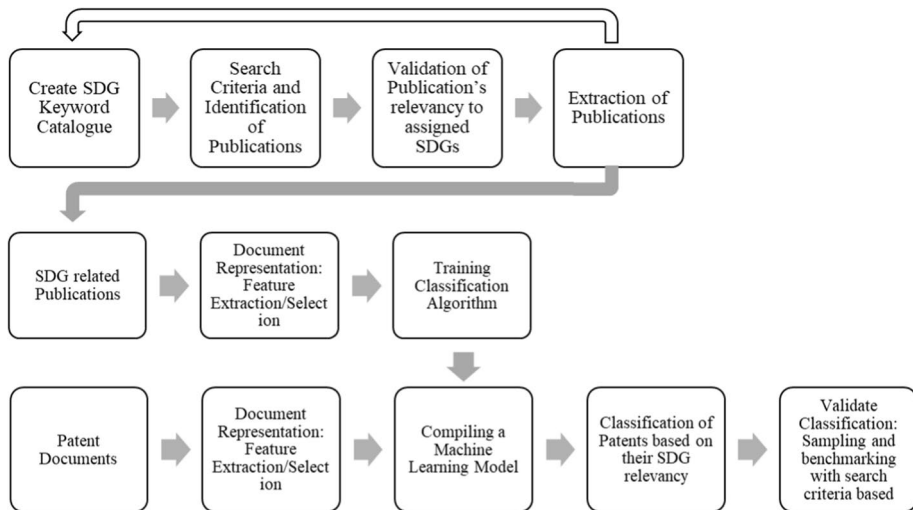 Create SDG
Keyword
Catalogue
Search
Criteria and
Identification
of
Publications
Validation of
Publication's
relevancy to
assigned
SDGs
Extraction of
Publications
SDG related
Publications
Document
Representation:
Feature
Extraction/Select
ion
Training
Classification
Algorithm
Patent
Documents
Document
Representation:
Feature
Extraction/Select
ion
Compiling a
Machine
Learning Model
Classification of
Patents based on
their SDG
relevancy
Validate
Classification:
Sampling and
benchmarking
with search
criteria based